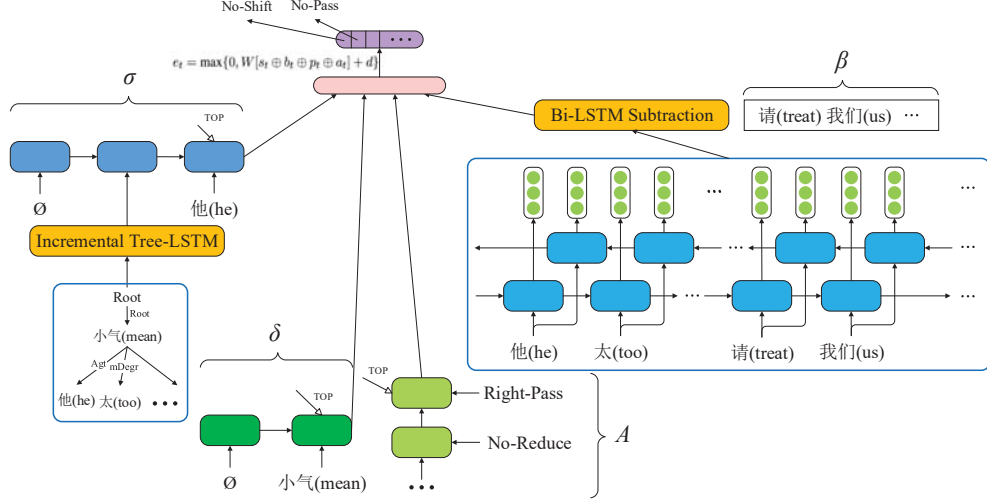 No-Shift
No-Pass
...
e_t = max{0, W[s_t ⊕ b_t ⊕ p_t ⊕ a_t] + d}
σ
TOP
Ø
他(he)
Incremental Tree-LSTM
Root
Root
小气(mean)
Agt mDegr
他(he) 太(too) ...
δ
TOP
Ø
小气(mean)
TOP
Right-Pass
No-Reduce
...
A
Bi-LSTM Subtraction
β
请(treat) 我们(us) ...
... ...
... ...
... ... ...
他(he) 太(too) 请(treat) 我们(us)